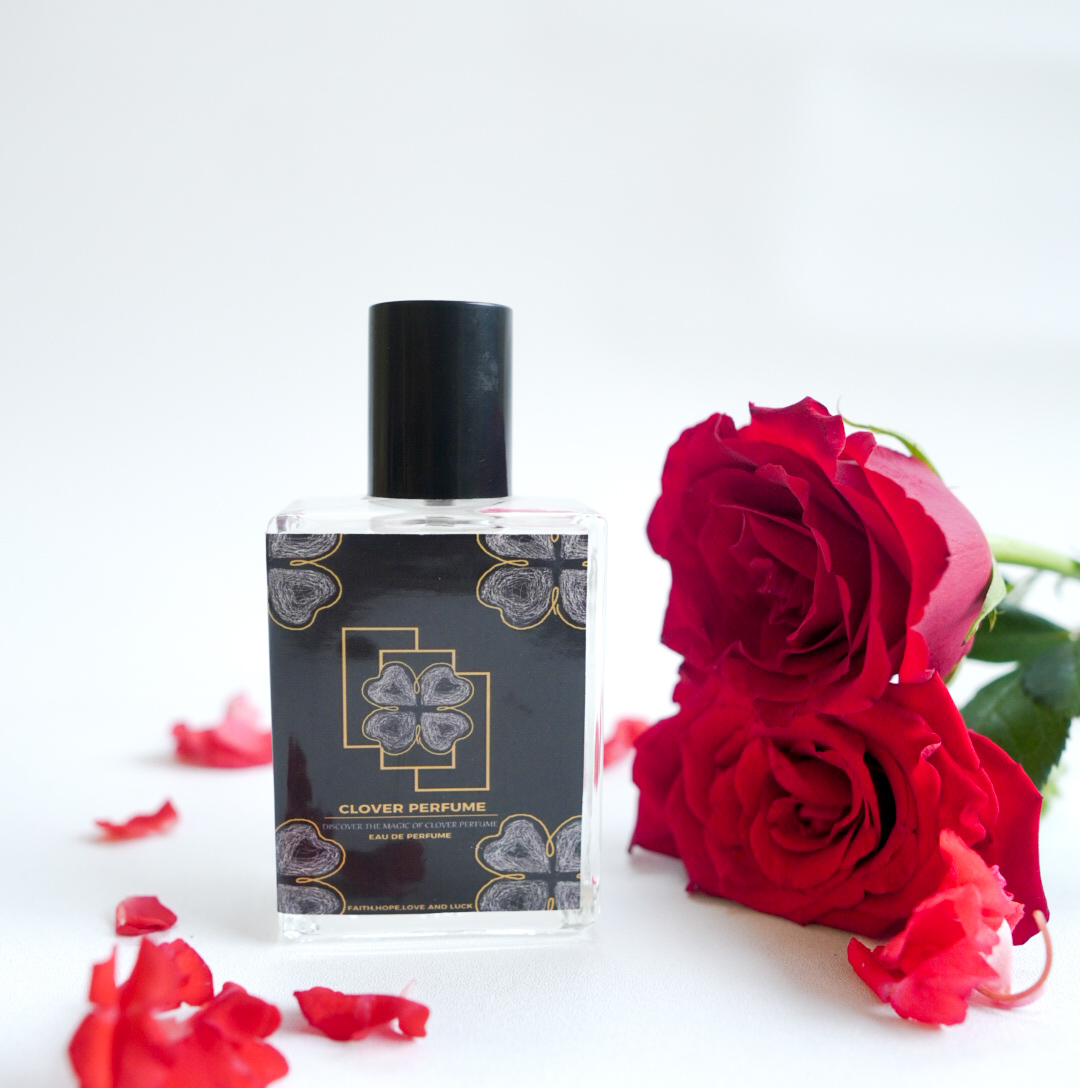 CLOVER PERFUME
DISCOVER THE MAGIC OF CLOVER PERFUME
EAU DE PERFUME
FAITH,HOPE,LOVE AND LUCK